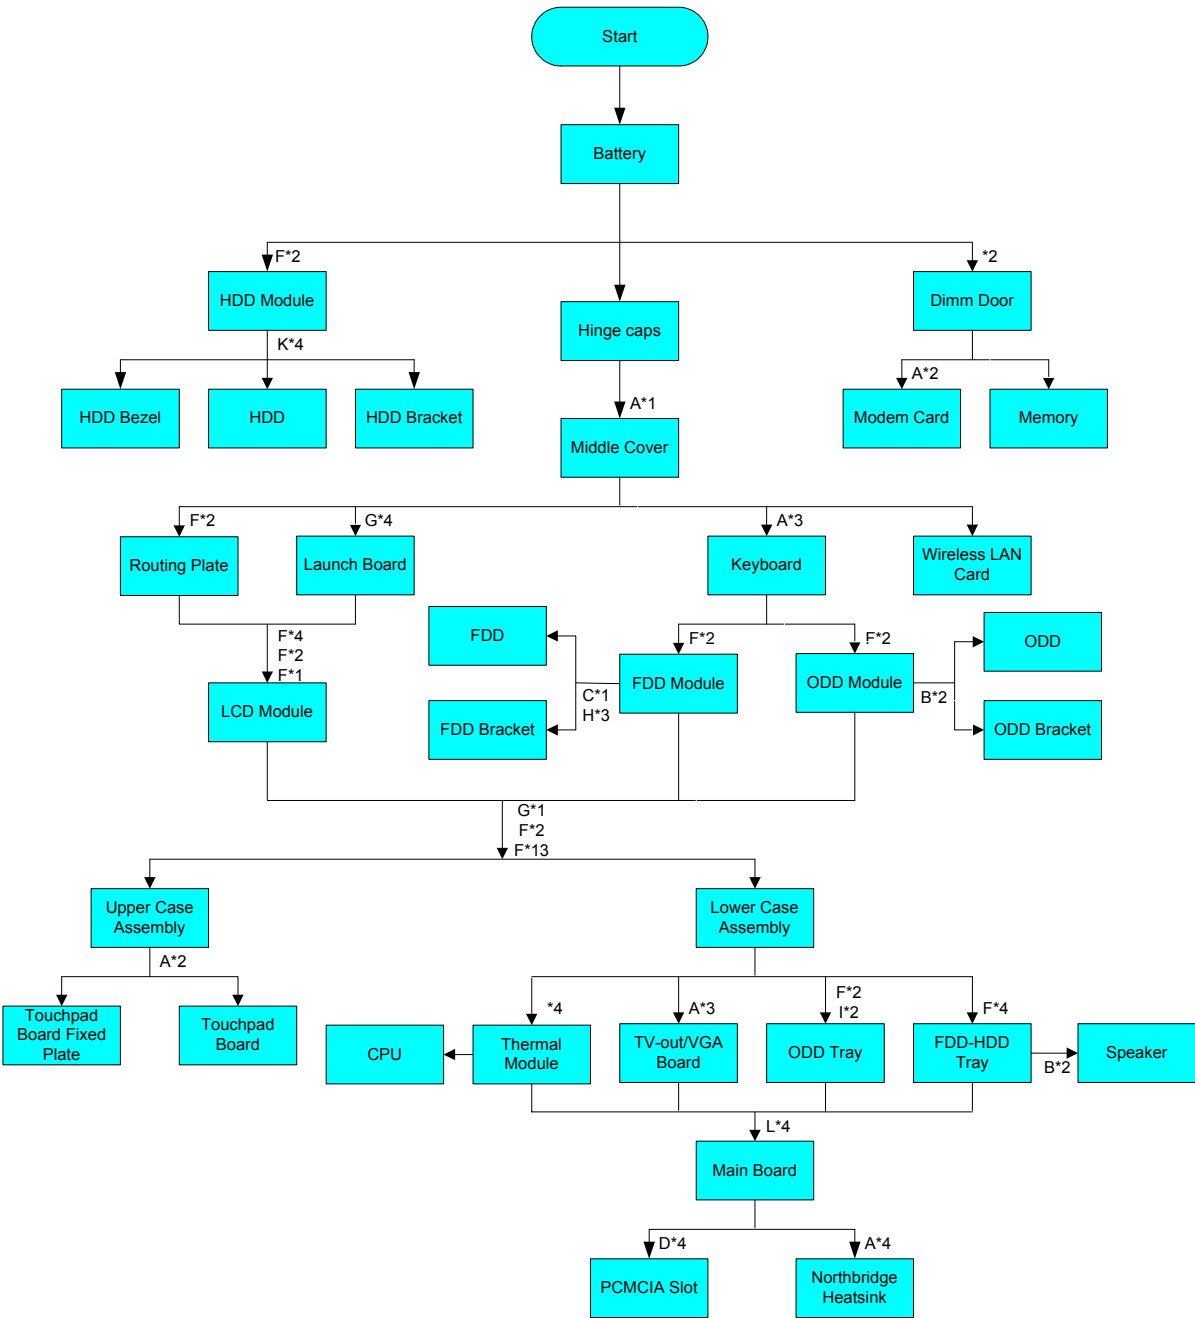 Start
Battery
F*2
*2
HDD Module
Hinge caps
Dimm Door
K*4
A*1
A*2
HDD Bezel
HDD
HDD Bracket
Modem Card
Memory
Middle Cover
F*2
G*4
A*3
Routing Plate
Launch Board
Keyboard
Wireless LAN
Card
F*4
F*2
F*1
FDD
F*2
F*2
ODD
LCD Module
FDD Module
ODD Module
C*1
H*3
B*2
FDD Bracket
ODD Bracket
G*1
F*2
F*13
Upper Case
Assembly
Lower Case
Assembly
A*2
Touchpad
Board Fixed
Plate
Touchpad
Board
*4
A*3
F*2
I*2
F*4
CPU
Thermal
Module
TV-out/VGA
Board
ODD Tray
FDD-HDD
Tray
B*2
Speaker
L*4
Main Board
D*4
A*4
PCMCIA Slot
Northbridge
Heatsink